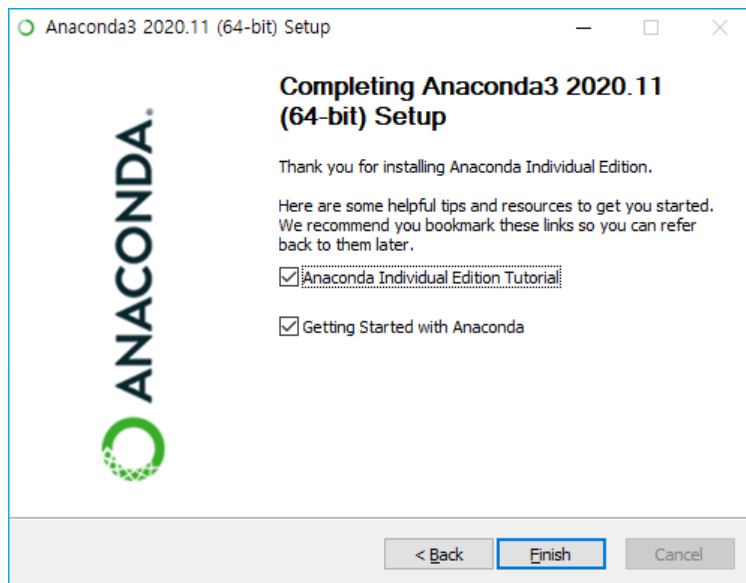 Anaconda3 2020.11 (64-bit) Setup
Completing Anaconda3 2020.11
(64-bit) Setup
ANACONDA.
Thank you for installing Anaconda Individual Edition.
Here are some helpful tips and resources to get you started.
We recommend you bookmark these links so you can refer
back to them later.
Anaconda Individual Edition Tutorial
Getting Started with Anaconda
< Back
Finish
Cancel